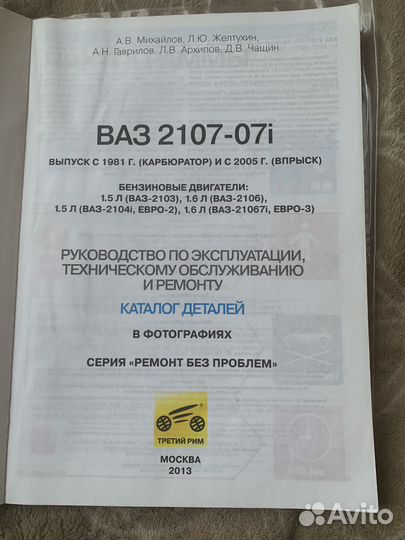 А.В. Михайлов, Л.Ю. Желтухин,
А.Н. Гаврилов, Л.В. Архипов, Д.В. Чащин
ВАЗ 2107-07i
ВЫПУСК С 1981 Г. (КАРБЮРАТОР) И С 2005 Г. (ВПРЫСК)
БЕНЗИНОВЫЕ ДВИГАТЕЛИ:
1.5 Л (ВАЗ-2103), 1.6 Л (ВАЗ-2106),
1.5 Л (ВАЗ-2104i, ЕВРО-2), 1.6 Л (ВАЗ-21067i, ЕВРО-3)
РУКОВОДСТВО ПО ЭКСПЛУАТАЦИИ,
ТЕХНИЧЕСКОМУ ОБСЛУЖИВАНИЮ
И РЕМОНТУ
КАТАЛОГ ДЕТАЛЕЙ
В ФОТОГРАФИЯХ
СЕРИЯ «РЕМОНТ БЕЗ ПРОБЛЕМ»
ТРЕТИЙ РИМ
МОСКВА
2013
Avito